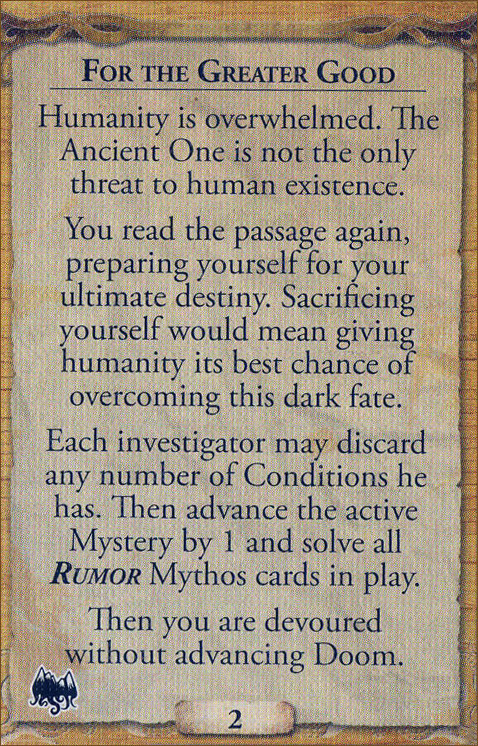 For the Greater Good
Humanity is overwhelmed. The
Ancient One is not the only
threat to human existence.
You read the passage again,
preparing yourself for your
ultimate destiny. Sacrificing
yourself would mean giving
humanity its best chance of
overcoming this dark fate.
Each investigator may discard
any number of Conditions he
has. Then advance the active
Mystery by 1 and solve all
Rumor Mythos cards in play.
Then you are devoured
without advancing Doom.
2